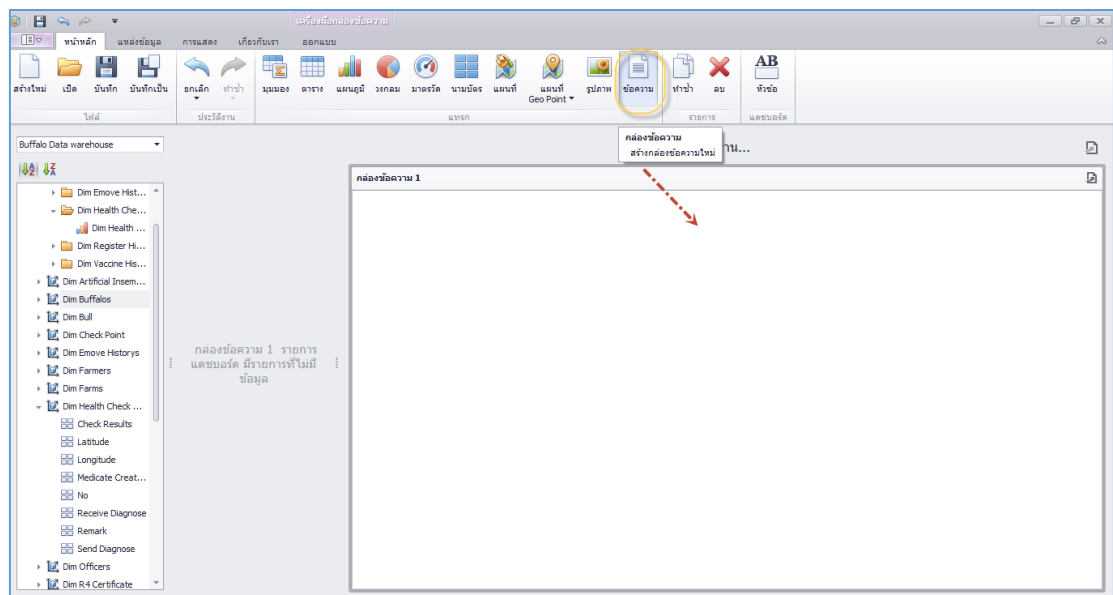 เครื่องมือกล่องข้อความ
หน้าหลัก แหล่งข้อมูล การแสดง เกี่ยวกับเรา ออกแบบ
สร้างใหม่ เปิด บันทึก บันทึกเป็น ยกเลิก ทำซ้ำ มุมมอง ตาราง แผนภูมิ วงกลม มาตรวัด นามบัตร แผนที่ แผนที่ Geo Point รูปภาพ ข้อความ ทำซ้ำ ลบ AB หัวข้อ
ไฟล์ ประวัติงาน แทรก รายการ แดชบอร์ด
กล่องข้อความ
สร้างกล่องข้อความใหม่
Buffalo Data warehouse
าน...
กล่องข้อความ 1
Dim Emove Hist...
Dim Health Che...
Dim Health ...
Dim Register Hi...
Dim Vaccine His...
Dim Artificial Insem...
Dim Buffalos
Dim Bull
Dim Check Point
Dim Emove Historys
Dim Farmers
Dim Farms
Dim Health Check ...
Check Results
Latitude
Longitude
Medicate Creat...
No
Receive Diagnose
Remark
Send Diagnose
Dim Officers
Dim R4 Certificate
กล่องข้อความ 1 รายการ
แดชบอร์ด มีรายการที่ไม่มี
ข้อมูล